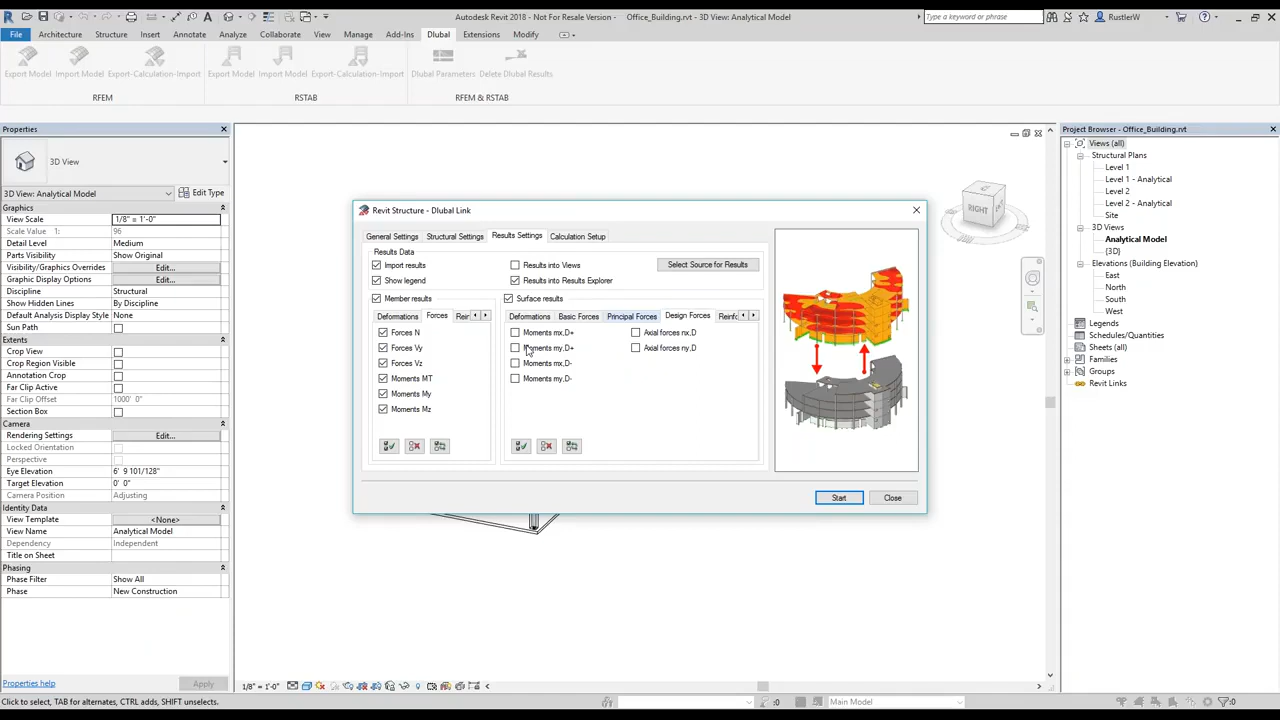 Autodesk Revit 2018 - Not For Resale Version - Office_Building.rvt - 3D View: Analytical Model
Type a keyword or phrase
RustlerW
File Architecture Structure Insert Annotate Analyze Collaborate View Manage Add-Ins Dlubal Extensions Modify
Export Model Import Model Export-Calculation-Import Export Model Import Model Export-Calculation-Import Dlubal Parameters Delete Dlubal Results
RFEM RSTAB RFEM & RSTAB
Properties
3D View
3D View: Analytical Model Edit Type
Graphics
View Scale 1/8" = 1'-0"
Scale Value 1: 96
Detail Level Medium
Parts Visibility Show Original
Visibility/Graphics Overrides Edit...
Graphic Display Options Edit...
Discipline Structural
Show Hidden Lines By Discipline
Default Analysis Display Style None
Sun Path
Extents
Crop View
Crop Region Visible
Annotation Crop
Far Clip Active
Far Clip Offset 1000' 0"
Section Box
Camera
Rendering Settings Edit...
Locked Orientation
Perspective
Eye Elevation 6' 9 101/128"
Target Elevation 0' 0"
Camera Position Adjusting
Identity Data
View Template <None>
View Name Analytical Model
Dependency Independent
Title on Sheet
Phasing
Phase Filter Show All
Phase New Construction
Properties help Apply
Revit Structure - Dlubal Link
General Settings Structural Settings Results Settings Calculation Setup
Results Data
Import results Results into Views Select Source for Results
Show legend Results into Results Explorer
Member results
Deformations Forces Rein
Forces N
Forces Vy
Forces Vz
Moments MT
Moments My
Moments Mz
Surface results
Deformations Basic Forces Principal Forces Design Forces Reinfo
Moments mx,D+ Axial forces nx,D
Moments my,D+ Axial forces ny,D
Moments mx,D-
Moments my,D-
Start Close
RIGHT
Project Browser - Office_Building.rvt
Views (all)
Structural Plans
Level 1
Level 1 - Analytical
Level 2
Level 2 - Analytical
Site
3D Views
Analytical Model
{3D}
Elevations (Building Elevation)
East
North
South
West
Legends
Schedules/Quantities
Sheets (all)
Families
Groups
Revit Links
1/8" = 1'-0"
Click to select, TAB for alternates, CTRL adds, SHIFT unselects.
:0
Main Model
:0